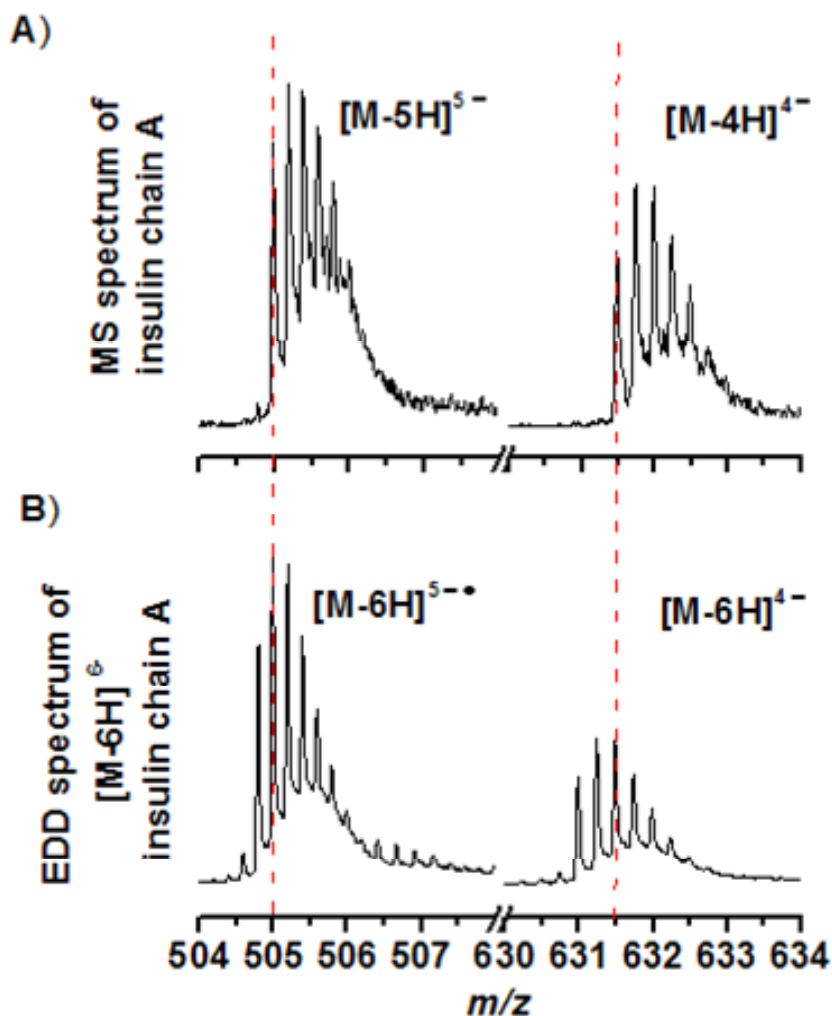 A)
MS spectrum of
insulin chain A
[M-5H]⁵⁻
[M-4H]⁴⁻
504 505 506 507 630 631 632 633 634
B)
EDD spectrum of
[M-6H]⁶⁻
insulin chain A
[M-6H]⁵⁻•
[M-6H]⁴⁻
m/z